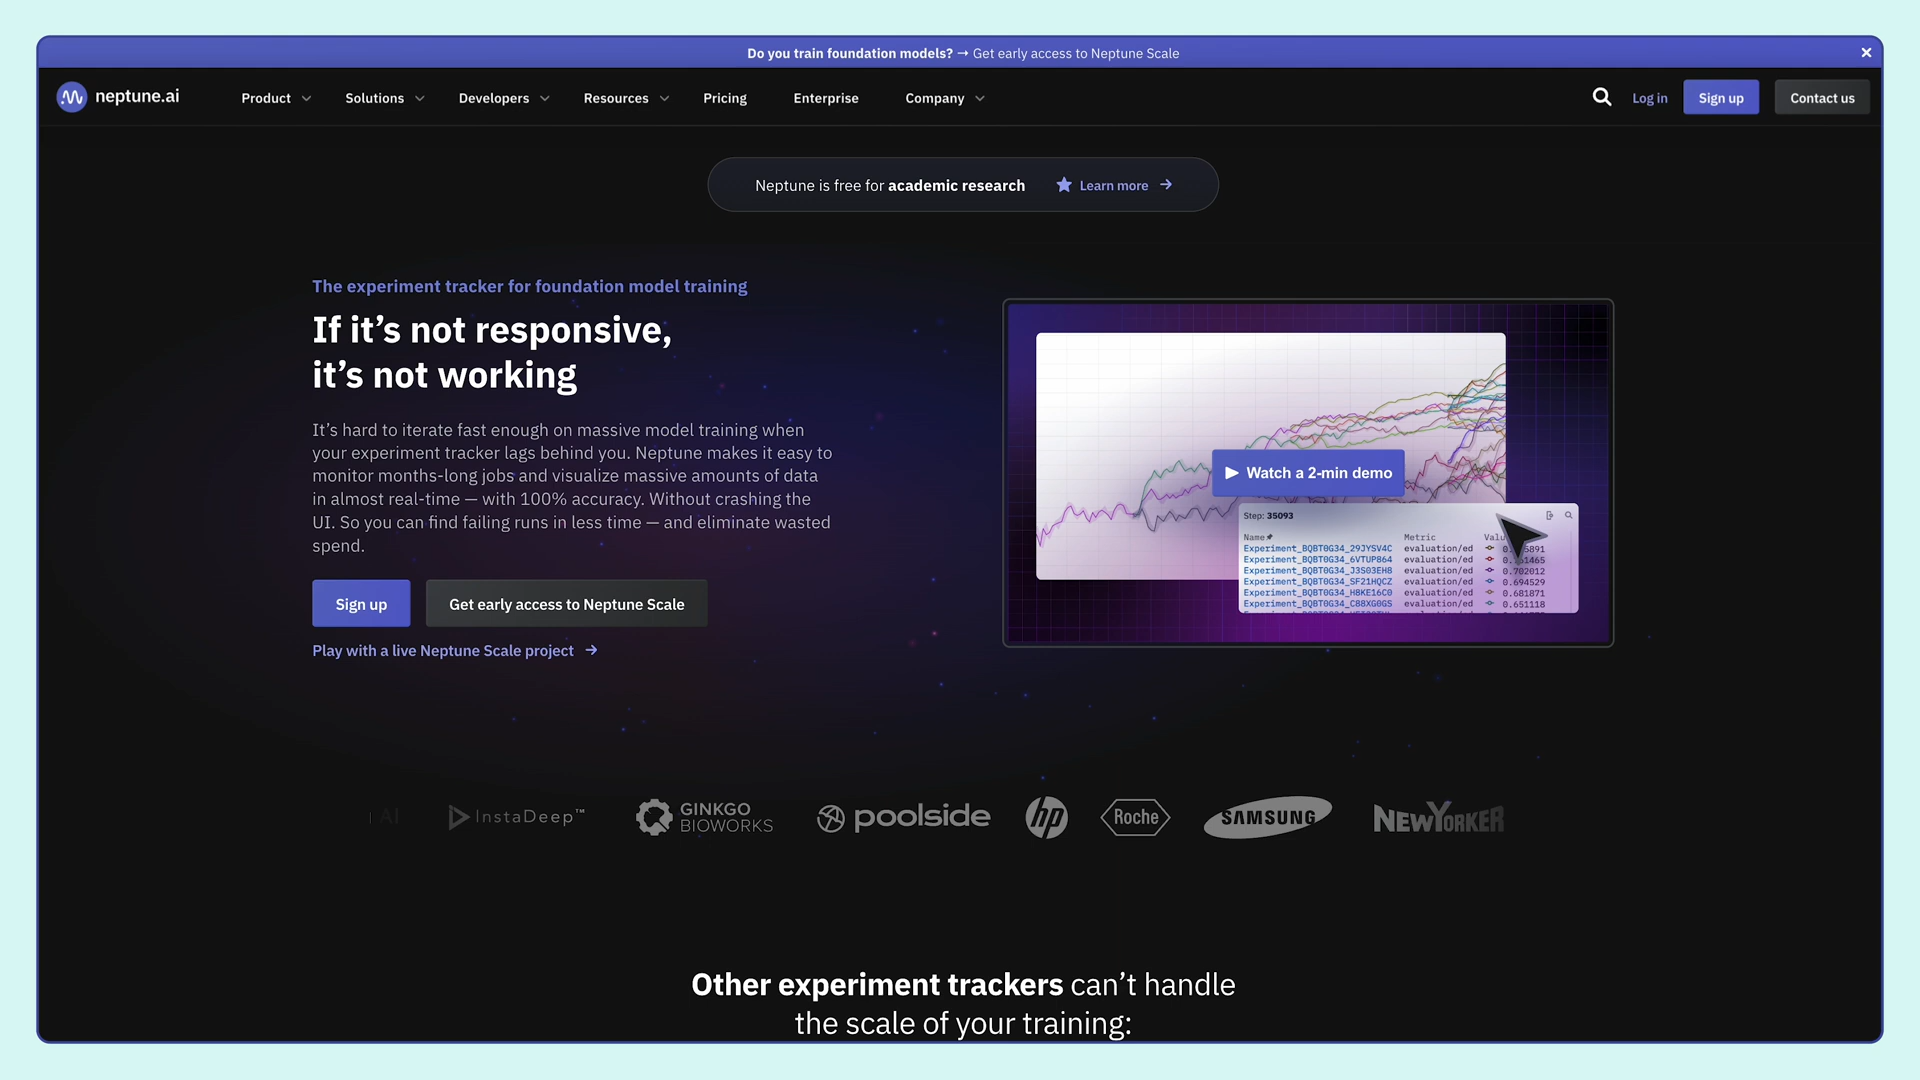 Do you train foundation models? → Get early access to Neptune Scale
neptune.ai
Product
Solutions
Developers
Resources
Pricing
Enterprise
Company
Log in
Sign up
Contact us
Neptune is free for academic research
Learn more →
The experiment tracker for foundation model training
If it’s not responsive,
it’s not working
It’s hard to iterate fast enough on massive model training when
your experiment tracker lags behind you. Neptune makes it easy to
monitor months-long jobs and visualize massive amounts of data
in almost real-time — with 100% accuracy. Without crashing the
UI. So you can find failing runs in less time — and eliminate wasted
spend.
Sign up
Get early access to Neptune Scale
Play with a live Neptune Scale project →
Watch a 2-min demo
Step: 35093
Name Metric
Experiment_BQBT0G34_29JYSV4C evaluation/ed
Experiment_BQBT0G34_6VTUP864 evaluation/ed
Experiment_BQBT0G34_J3S03EH8 evaluation/ed 0.702012
Experiment_BQBT0G34_SF21HQCZ evaluation/ed 0.694529
Experiment_BQBT0G34_H8KE16C0 evaluation/ed 0.681871
Experiment_BQBT0G34_C88XG0GS evaluation/ed 0.651118
AI
InstaDeep™
GINKGO
BIOWORKS
poolside
hp
Roche
SAMSUNG
NEWYORKER
Other experiment trackers can’t handle
the scale of your training: